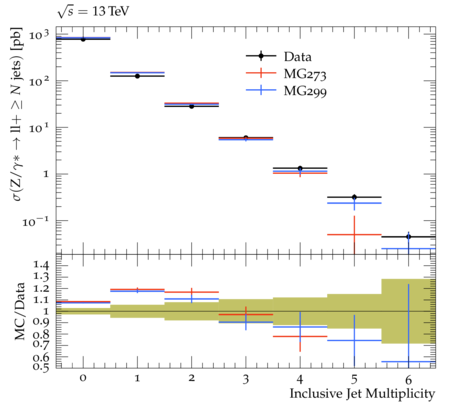 √s = 13 TeV
σ(Z/γ* → ll+ ≥ N jets) [pb]
10³
10²
10¹
1
10⁻¹
Data
MG273
MG299
MC/Data
1.4
1.3
1.2
1.1
1
0.9
0.8
0.7
0.6
0.5
0 1 2 3 4 5 6
Inclusive Jet Multiplicity